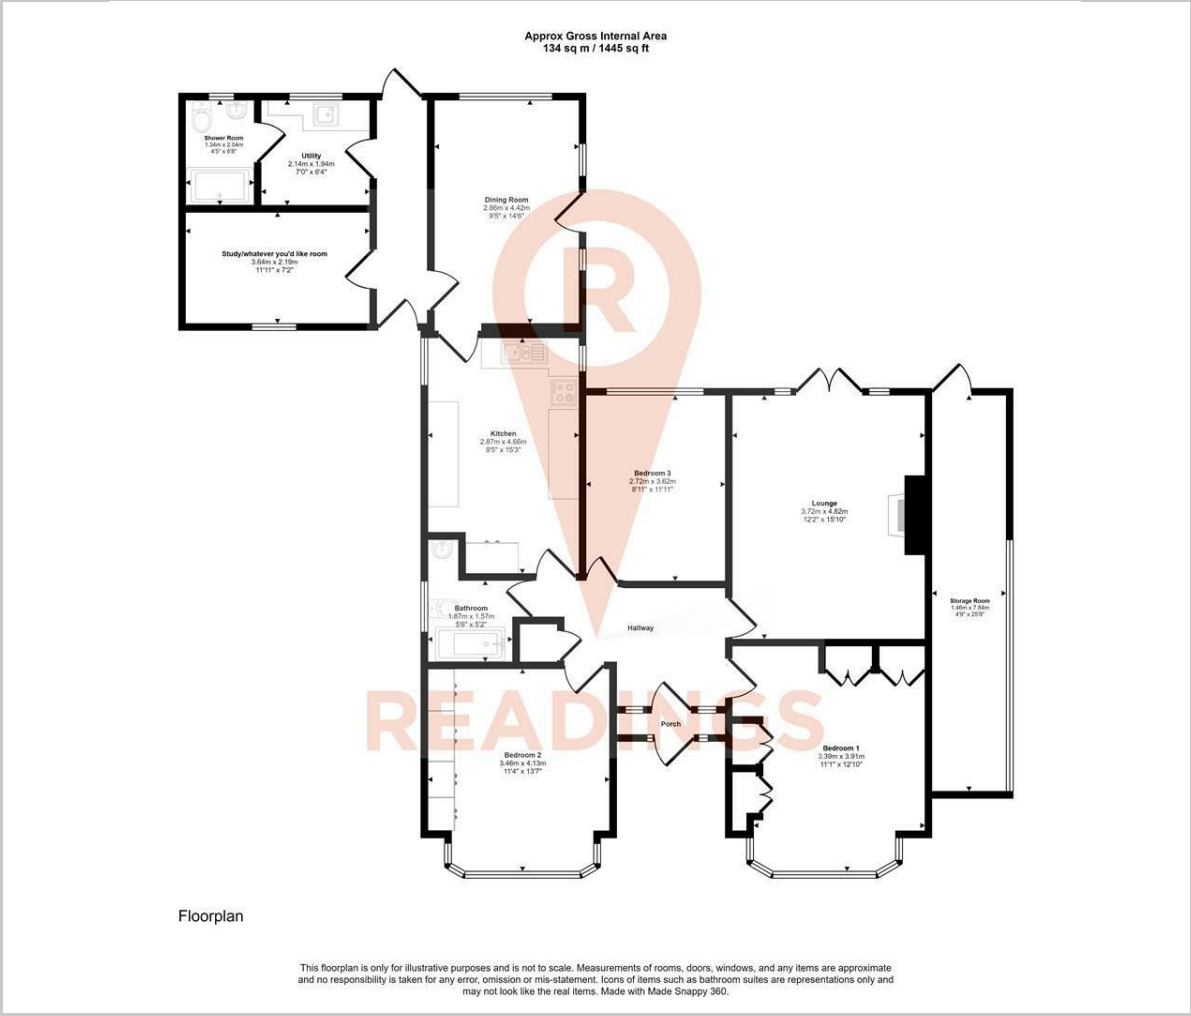 Approx Gross Internal Area
134 sq m / 1445 sq ft
Shower Room
1.34m x 2.04m
4'5" x 6'8"
Utility
2.14m x 1.94m
7'0" x 6'4"
Dining Room
2.86m x 4.42m
9'5" x 14'6"
Study/whatever you'd like room
3.64m x 2.19m
11'11" x 7'2"
R
Kitchen
2.87m x 4.66m
9'5" x 15'3"
Bedroom 3
2.72m x 3.62m
8'11" x 11'11"
Lounge
3.72m x 4.82m
12'2" x 15'10"
Storage Room
1.46m x 7.84m
4'9" x 25'9"
Bathroom
1.67m x 1.57m
5'6" x 5'2"
Hallway
READINGS
Porch
Bedroom 2
3.46m x 4.13m
11'4" x 13'7"
Bedroom 1
3.39m x 3.91m
11'1" x 12'10"
Floorplan
This floorplan is only for illustrative purposes and is not to scale. Measurements of rooms, doors, windows, and any items are approximate
and no responsibility is taken for any error, omission or mis-statement. Icons of items such as bathroom suites are representations only and
may not look like the real items. Made with Made Snappy 360.